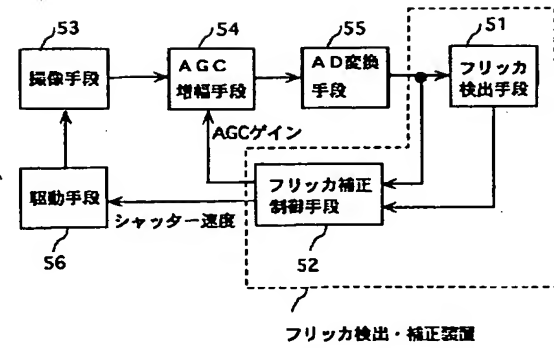 53
撮像手段
54
AGC
増幅手段
55
AD変換
手段
51
フリッカ
検出手段
AGCゲイン
駆動手段
56
シャッター速度
フリッカ補正
制御手段
52
フリッカ検出・補正装置